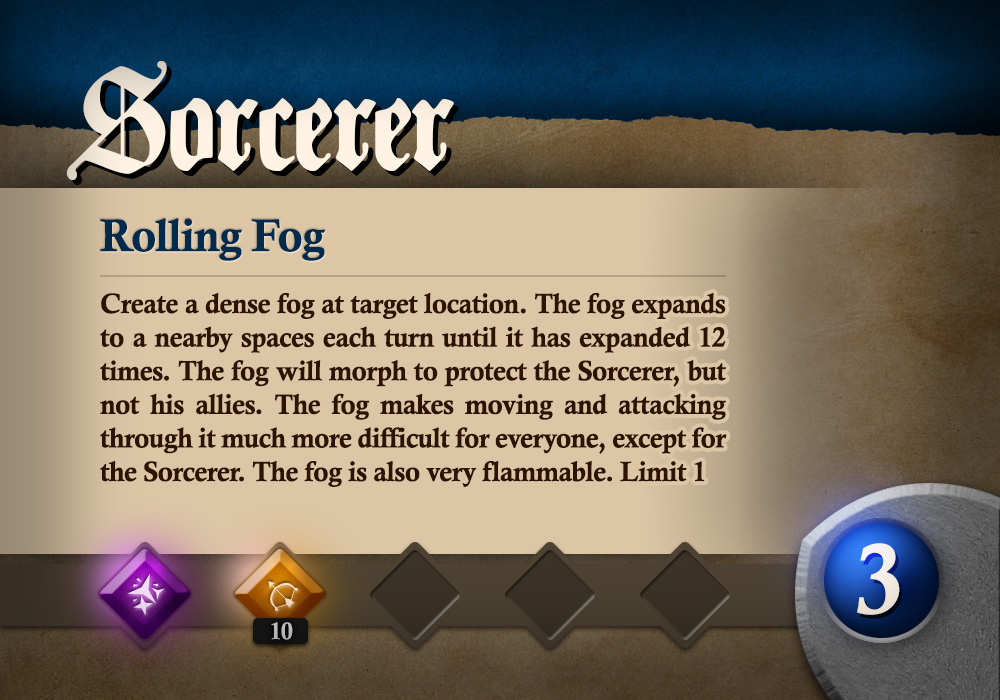 Sorcerer
Rolling Fog
Create a dense fog at target location. The fog expands
to a nearby spaces each turn until it has expanded 12
times. The fog will morph to protect the Sorcerer, but
not his allies. The fog makes moving and attacking
through it much more difficult for everyone, except for
the Sorcerer. The fog is also very flammable. Limit 1
10
3